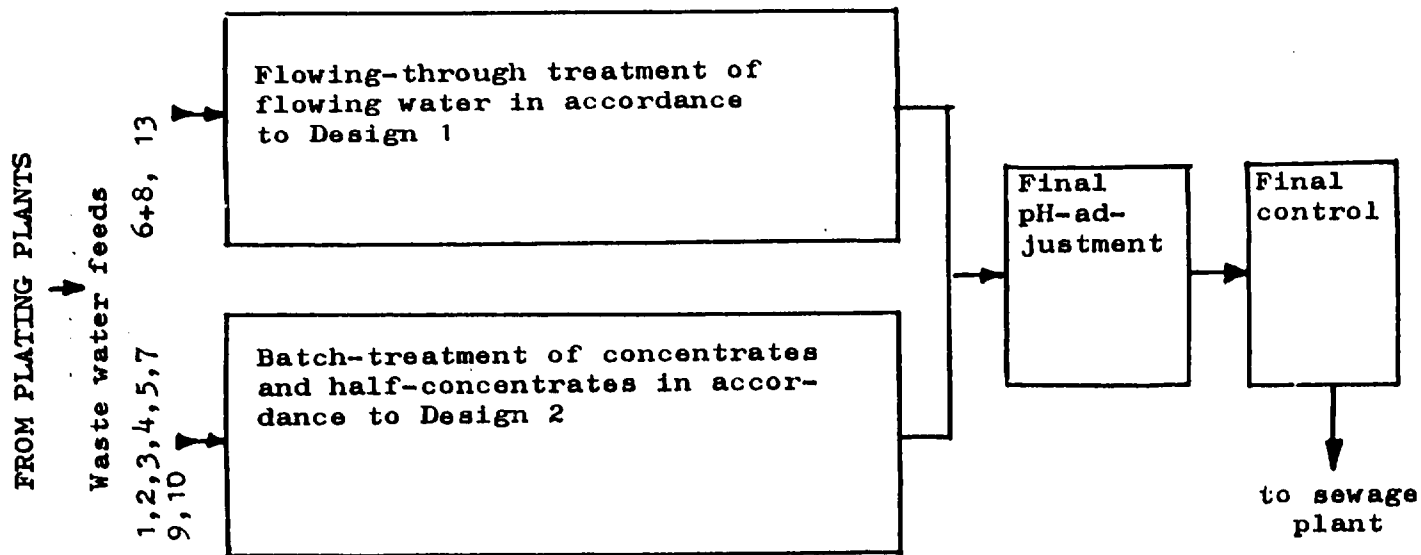 FROM PLATING PLANTS
Waste water feeds
6+8, 13
1,2,3,4,5,7
9,10
Flowing-through treatment of
flowing water in accordance
to Design 1
Batch-treatment of concentrates
and half-concentrates in accor-
dance to Design 2
Final
pH-ad-
justment
Final
control
to sewage
plant